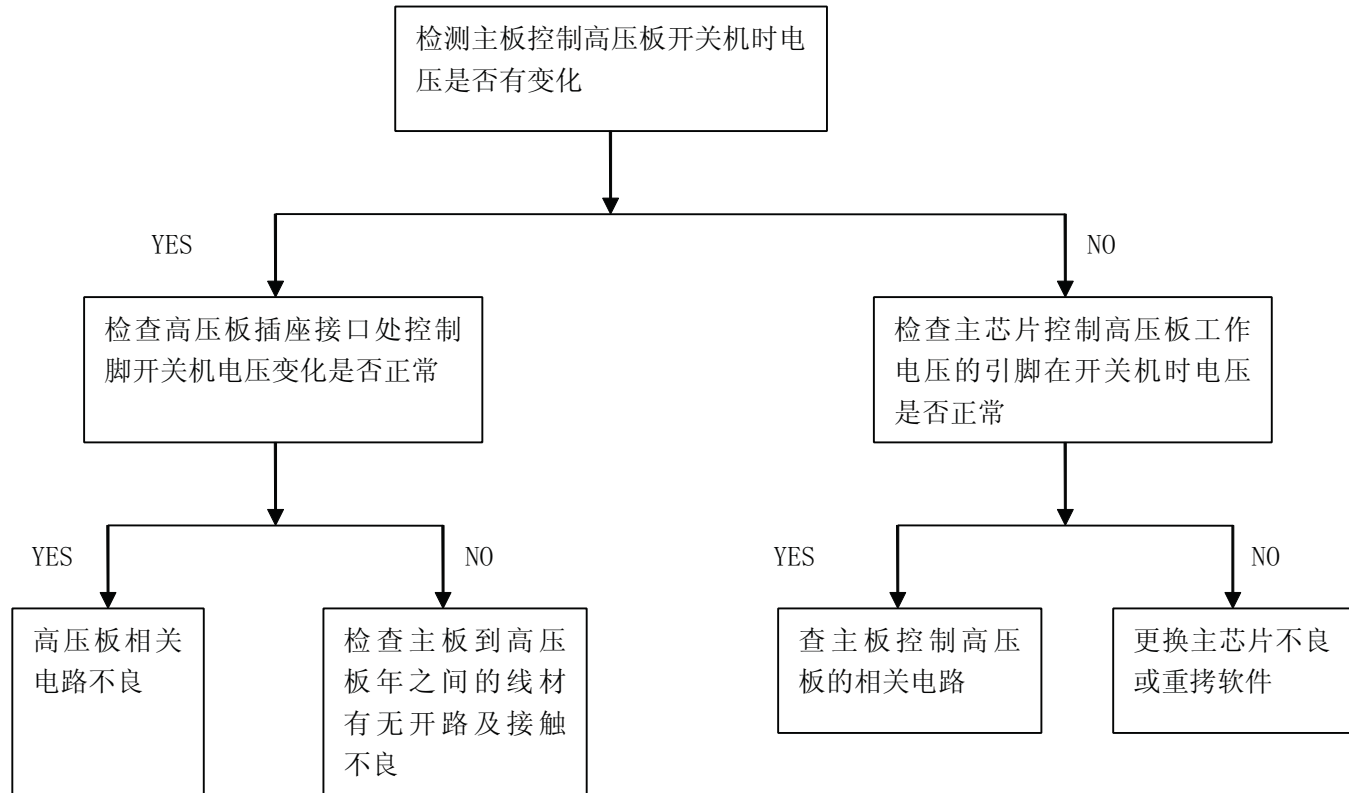 检测主板控制高压板开关机时电
压是否有变化
YES
NO
检查高压板插座接口处控制
脚开关机电压变化是否正常
检查主芯片控制高压板工作
电压的引脚在开关机时电压
是否正常
YES
NO
YES
NO
高压板相关
电路不良
检查主板到高压
板年之间的线材
有无开路及接触
不良
查主板控制高压
板的相关电路
更换主芯片不良
或重拷软件